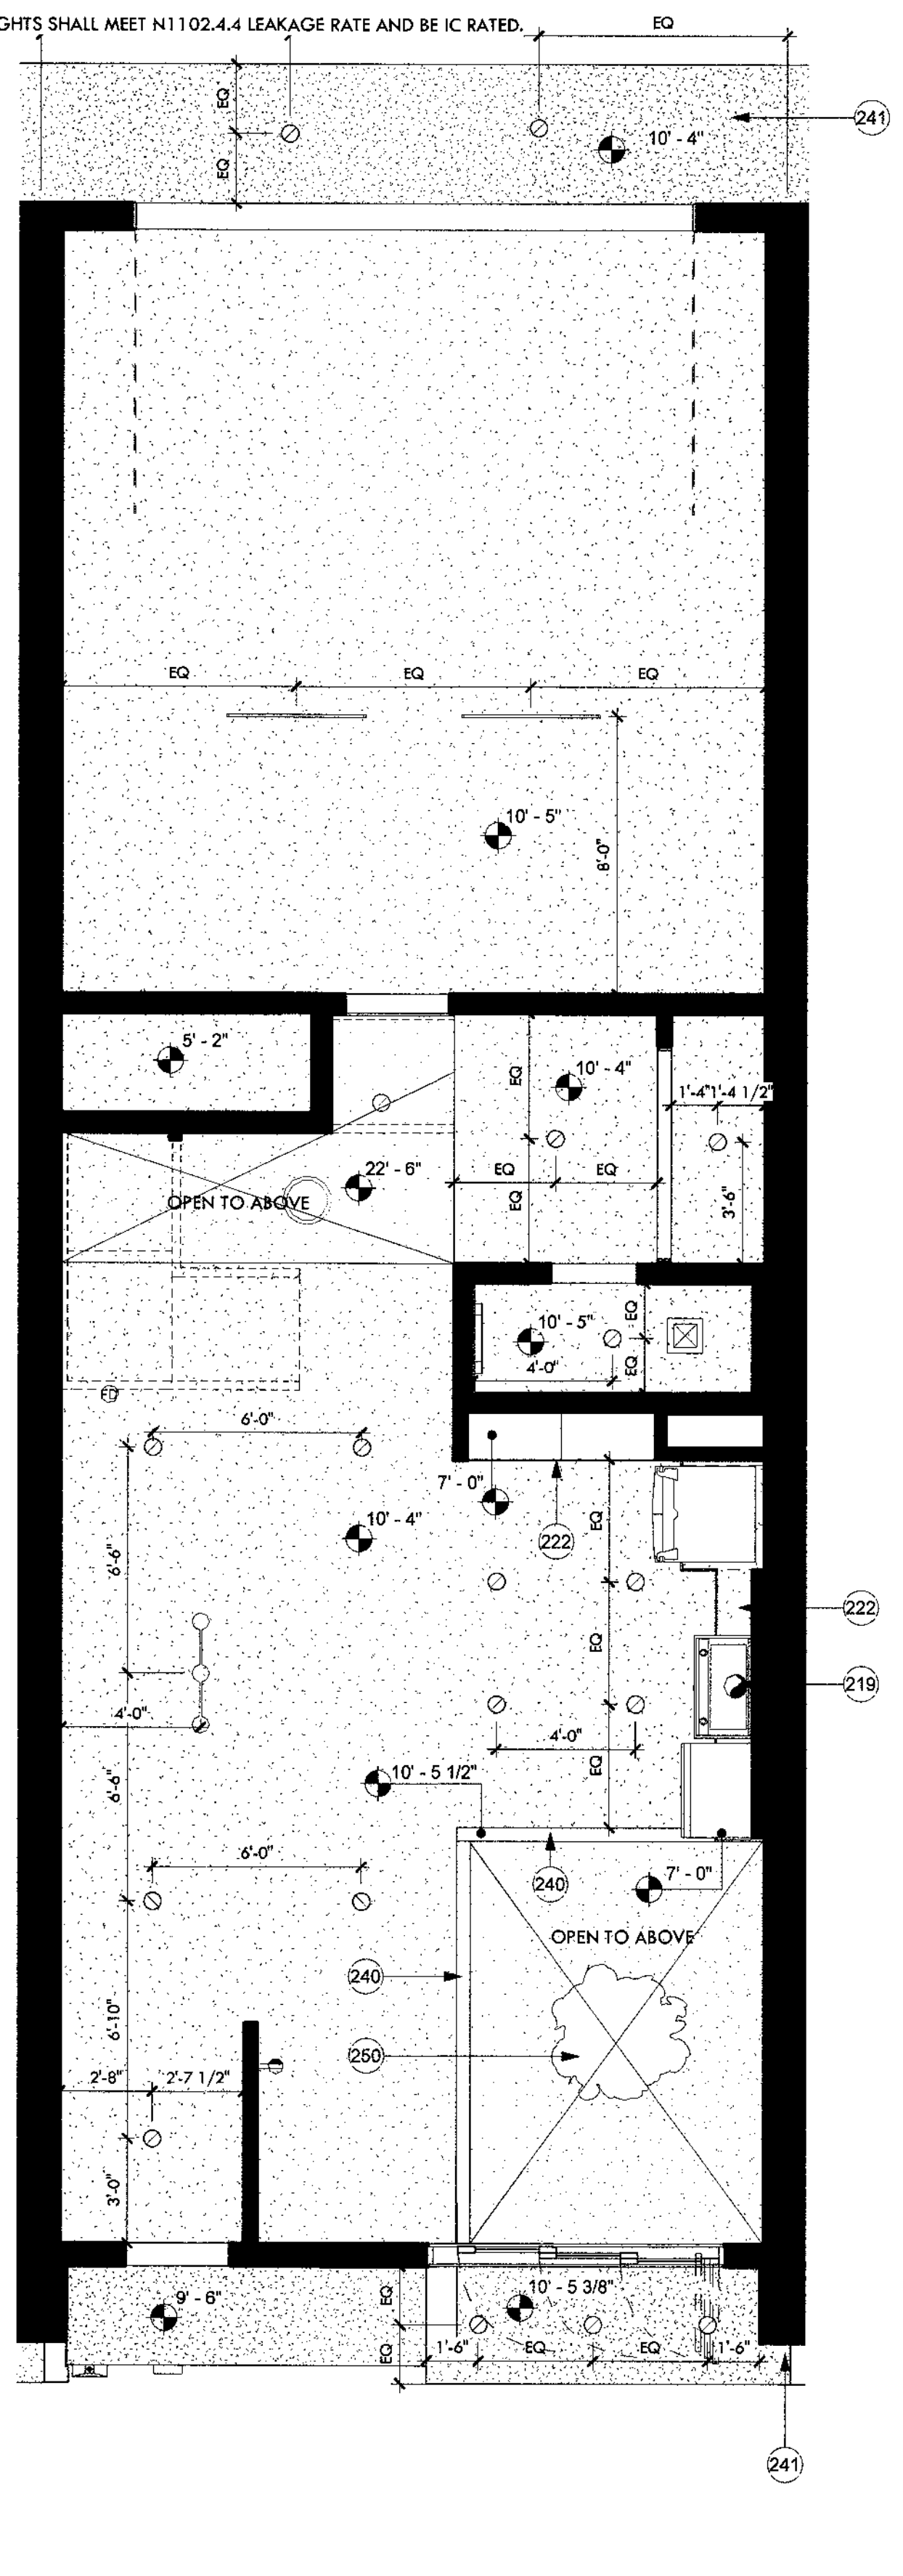 GHTS SHALL MEET N1102.4.4 LEAKAGE RATE AND BE IC RATED.
EQ
EQ
241
10' - 4"
EQ
EQ
EQ
EQ
10' - 5"
8'-0"
5' - 2"
10' - 4"
EQ
1'-4"
1'-4 1/2"
22' - 6"
EQ
EQ
OPEN TO ABOVE
EQ
3'-6"
10' - 5"
EQ
4'-0"
EQ
6'-0"
7' - 0"
10' - 4"
222
EQ
6'-6"
222
EQ
219
4'-0"
4'-0"
EQ
10' - 5 1/2"
6'-6"
6'-0"
240
7' - 0"
OPEN TO ABOVE
240
6'-10"
250
2'-8"
2'-7 1/2"
3'-0"
9' - 6"
10' - 5 3/8"
EQ
EQ
1'-6"
EQ
EQ
1'-6"
241